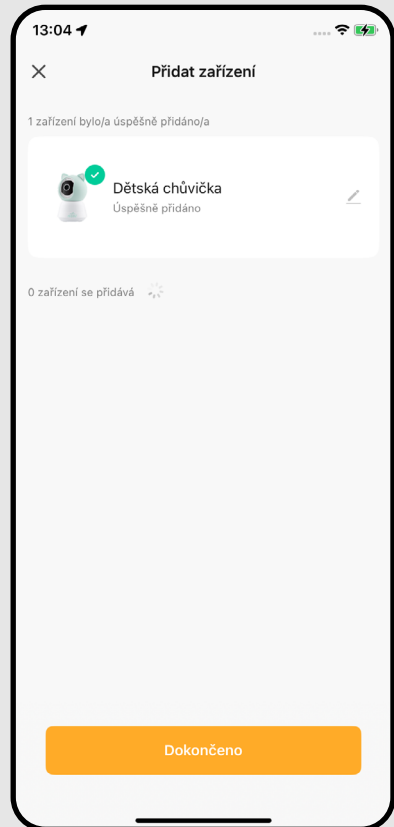 13:04
Přidat zařízení
1 zařízení bylo/a úspěšně přidáno/a
Dětská chůvička
Úspěšně přidáno
0 zařízení se přidává
Dokončeno